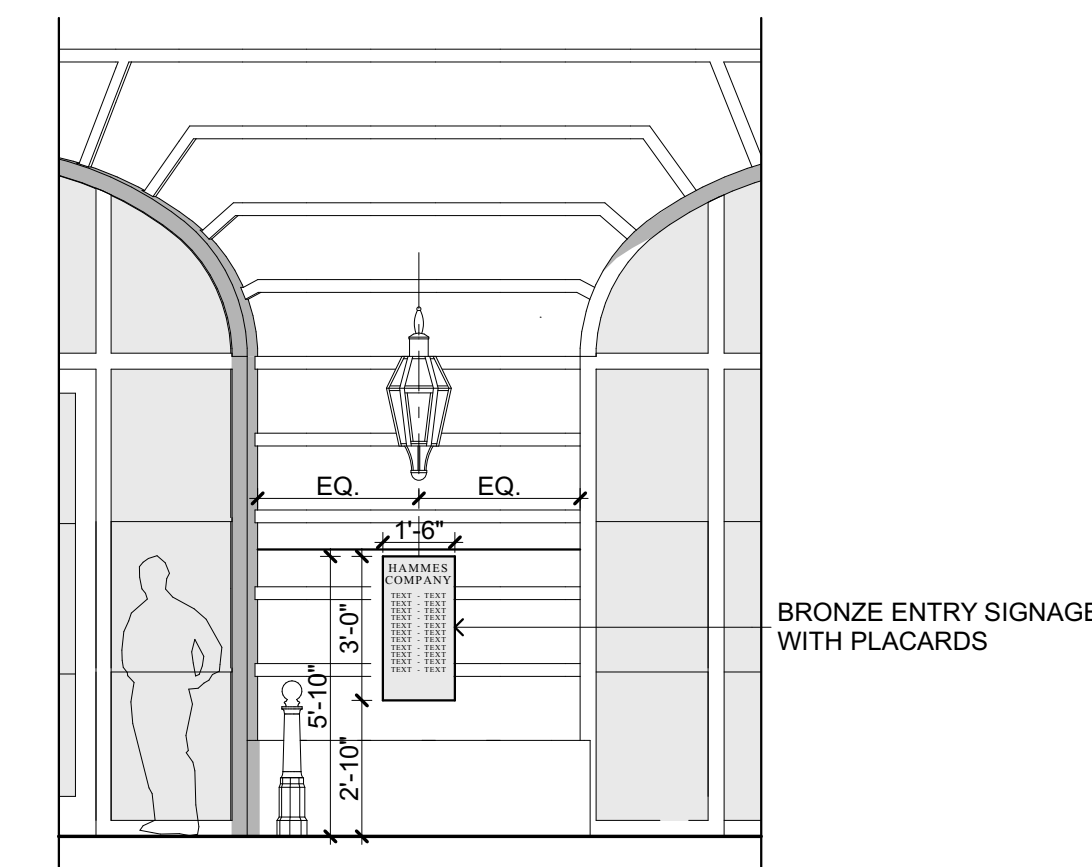 EQ. EQ.
1'-6"
HAMMES
COMPANY
TEXT - TEXT
TEXT - TEXT
TEXT - TEXT
TEXT - TEXT
TEXT - TEXT
TEXT - TEXT
TEXT - TEXT
TEXT - TEXT
TEXT - TEXT
TEXT - TEXT
TEXT - TEXT
3'-0"
5'-10"
2'-10"
BRONZE ENTRY SIGNAGE
WITH PLACARDS